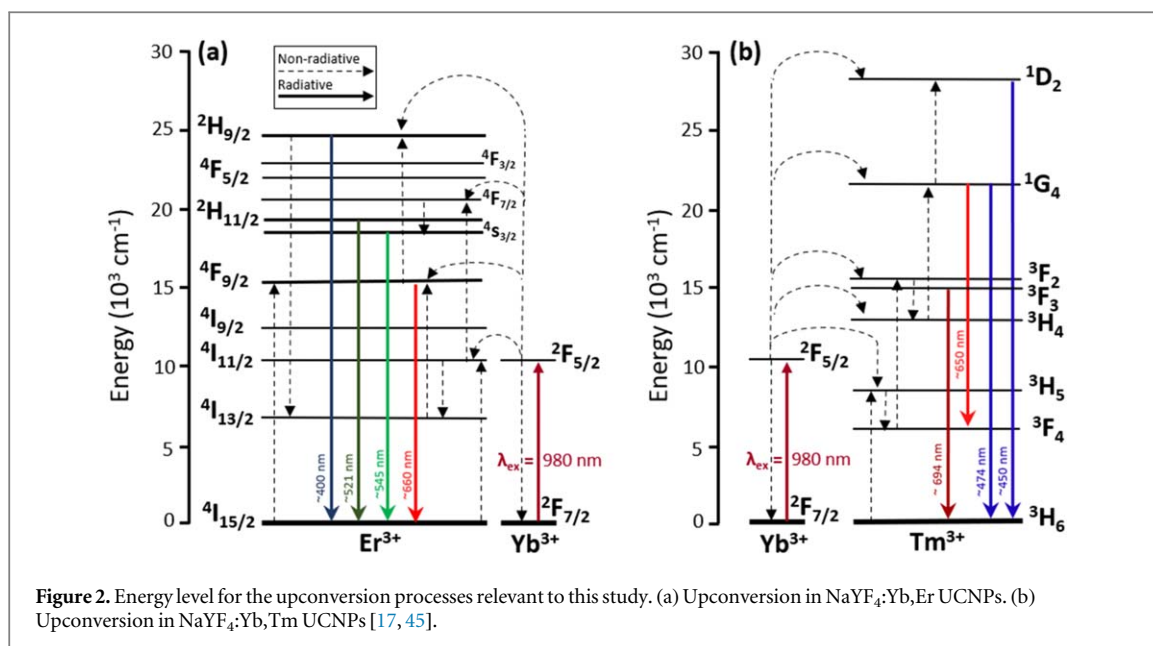 (a)
Non-radiative
Radiative
Energy (10³ cm⁻¹)
30
25
20
15
10
5
0
²H₉/₂
⁴F₅/₂
²H₁₁/₂
⁴F₉/₂
⁴I₉/₂
⁴I₁₁/₂
⁴I₁₃/₂
⁴I₁₅/₂
⁴F₃/₂
⁴F₇/₂
⁴S₃/₂
~400 nm
~521 nm
~545 nm
~660 nm
²F₅/₂
λex = 980 nm
²F₇/₂
Er³⁺
Yb³⁺
(b)
Energy (10³ cm⁻¹)
30
25
20
15
10
5
0
²F₅/₂
λex = 980 nm
²F₇/₂
¹D₂
¹G₄
³F₂
³F₃
³H₄
³H₅
³F₄
³H₆
~650 nm
~ 694 nm
~474 nm
~450 nm
Yb³⁺
Tm³⁺
Figure 2. Energy level for the upconversion processes relevant to this study. (a) Upconversion in NaYF₄:Yb,Er UCNPs. (b)
Upconversion in NaYF₄:Yb,Tm UCNPs [17, 45].